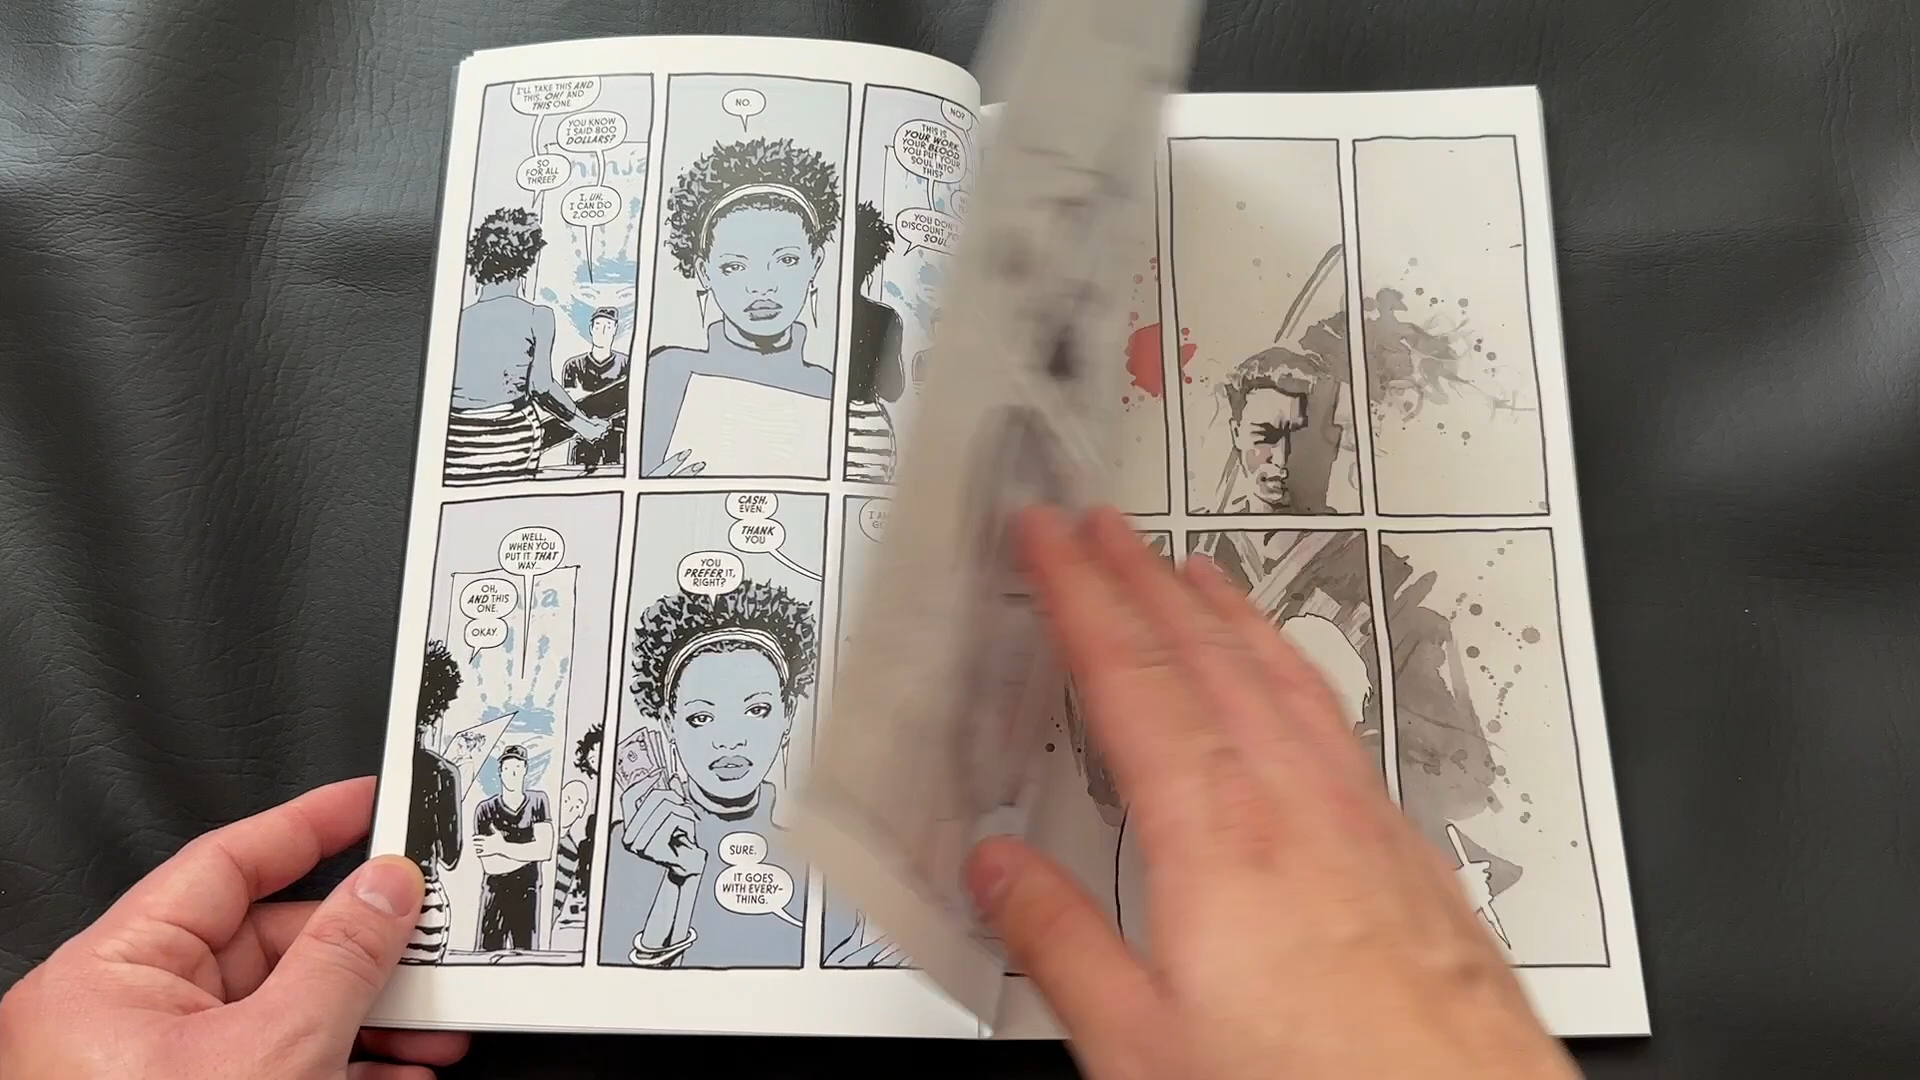 I'LL TAKE THIS AND
THIS. OH! AND
THIS ONE.
YOU KNOW
I SAID 800
DOLLARS?
SO
FOR ALL
THREE?
I, UH,
I CAN DO
2,000.
ninja
NO.
NO?
THIS IS
YOUR WORK.
YOUR BLOOD.
YOU PUT YOUR
SOUL INTO
THIS?
YOU DON'T
DISCOUNT
SOUL.
WELL,
WHEN YOU
PUT IT THAT
WAY...
OH,
AND THIS
ONE.
OKAY.
CASH,
EVEN.
THANK
YOU
YOU
PREFER IT,
RIGHT?
SURE.
IT GOES
WITH EVERY-
THING.